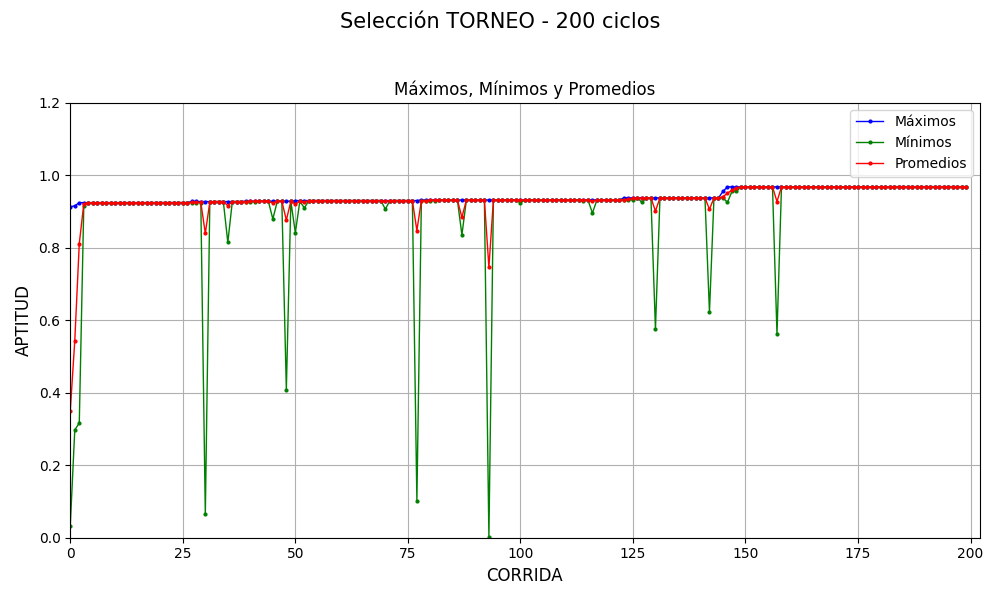 Selección TORNEO - 200 ciclos
Máximos, Mínimos y Promedios
1.2
1.0
0.8
0.6
0.4
0.2
0.0
APTITUD
Máximos
Mínimos
Promedios
0 25 50 75 100 125 150 175 200
CORRIDA